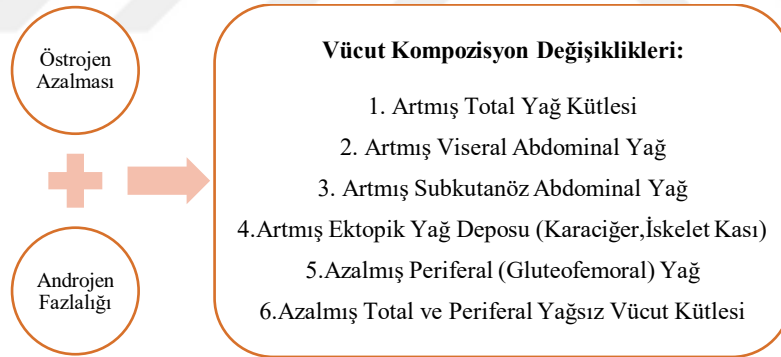 Östrojen
Azalması
Androjen
Fazlalığı
Vücut Kompozisyon Değişiklikleri:
1. Artmış Total Yağ Kütlesi
2. Artmış Viseral Abdominal Yağ
3. Artmış Subkutanöz Abdominal Yağ
4.Artmış Ektopik Yağ Deposu (Karaciğer,İskelet Kası)
5.Azalmış Periferal (Gluteofemoral) Yağ
6.Azalmış Total ve Periferal Yağsız Vücut Kütlesi